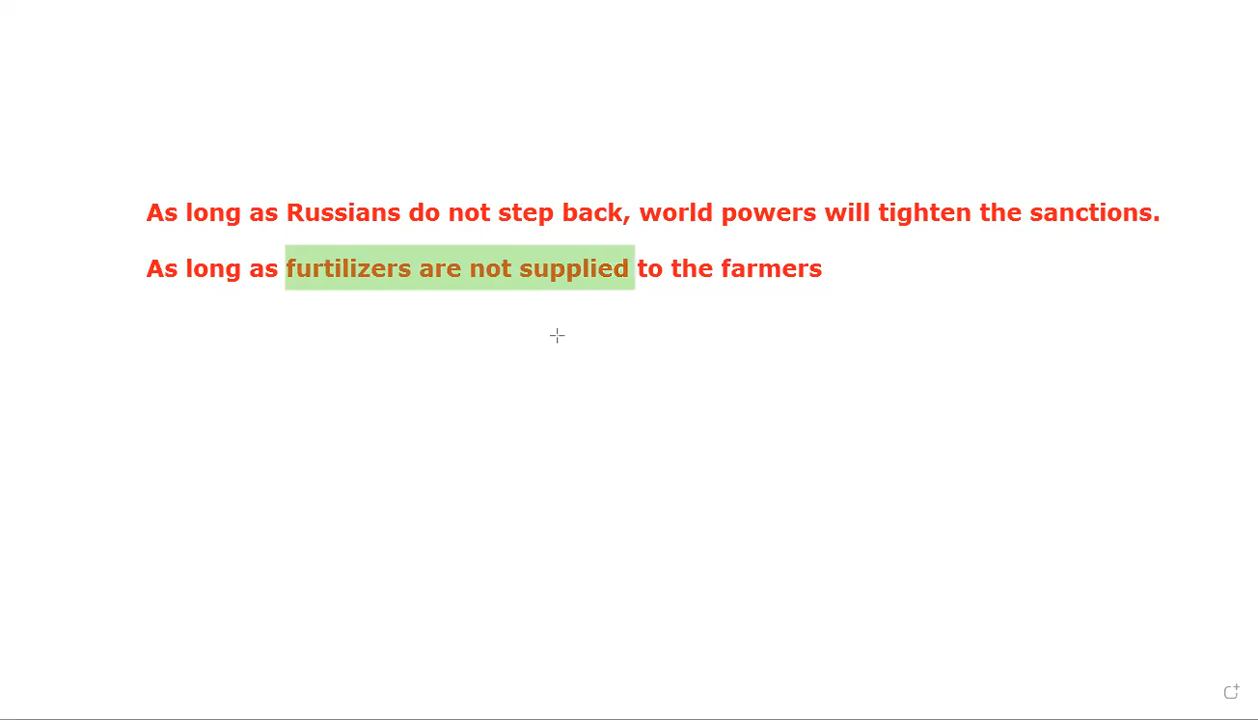 As long as Russians do not step back, world powers will tighten the sanctions.
As long as furtilizers are not supplied to the farmers